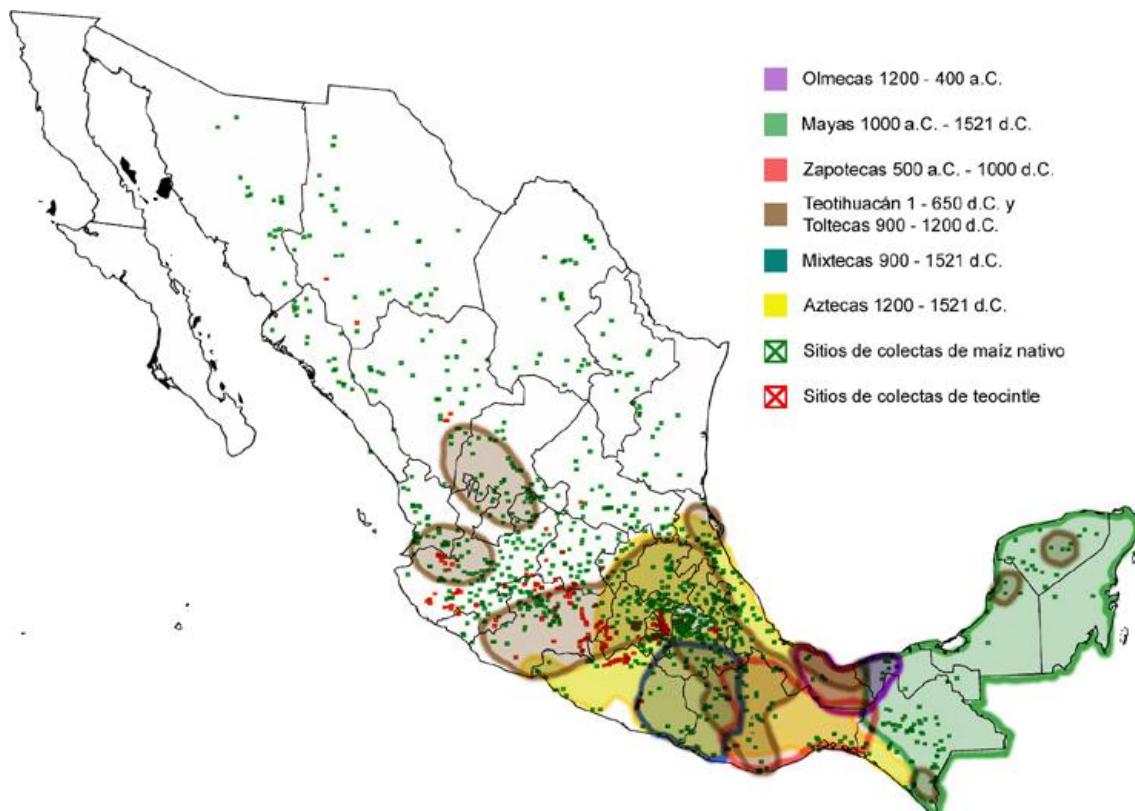 Olmecas 1200 - 400 a.C.
Mayas 1000 a.C. - 1521 d.C.
Zapotecas 500 a.C. - 1000 d.C.
Teotihuacán 1 - 650 d.C. y
Toltecas 900 - 1200 d.C.
Mixtecas 900 - 1521 d.C.
Aztecas 1200 - 1521 d.C.
Sitios de colectas de maíz nativo
Sitios de colectas de teocintle